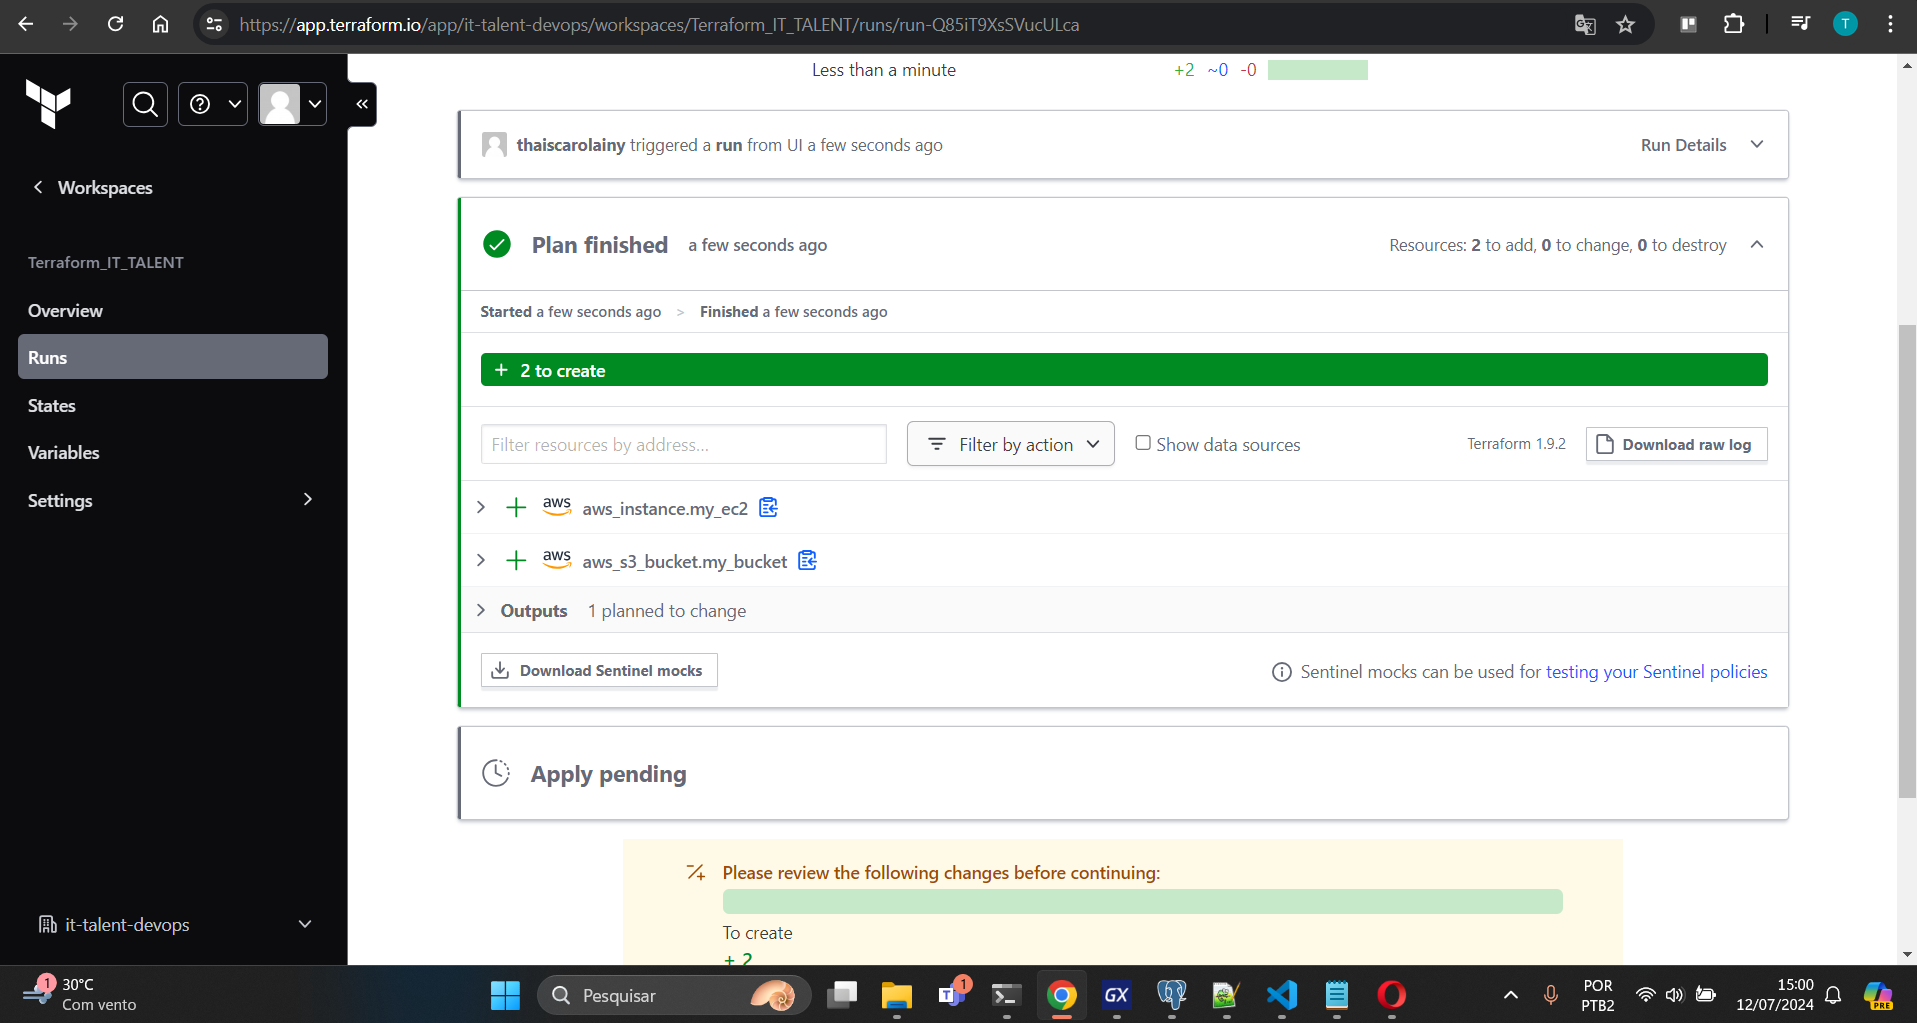 https://app.terraform.io/app/it-talent-devops/workspaces/Terraform_IT_TALENT/runs/run-Q85iT9XsSVucULca
T
Workspaces
Terraform_IT_TALENT
Overview
Runs
States
Variables
Settings
it-talent-devops
Less than a minute +2 ~0 -0
thaiscarolainy triggered a run from UI a few seconds ago Run Details
Plan finished a few seconds ago Resources: 2 to add, 0 to change, 0 to destroy
Started a few seconds ago > Finished a few seconds ago
+ 2 to create
Filter resources by address... Filter by action Show data sources Terraform 1.9.2 Download raw log
aws aws_instance.my_ec2
aws aws_s3_bucket.my_bucket
Outputs 1 planned to change
Download Sentinel mocks Sentinel mocks can be used for testing your Sentinel policies
Apply pending
Please review the following changes before continuing:
To create
+ 2
1 30°C
Com vento
Pesquisar
T 1
GX
POR
PTB2
15:00
12/07/2024
PRE